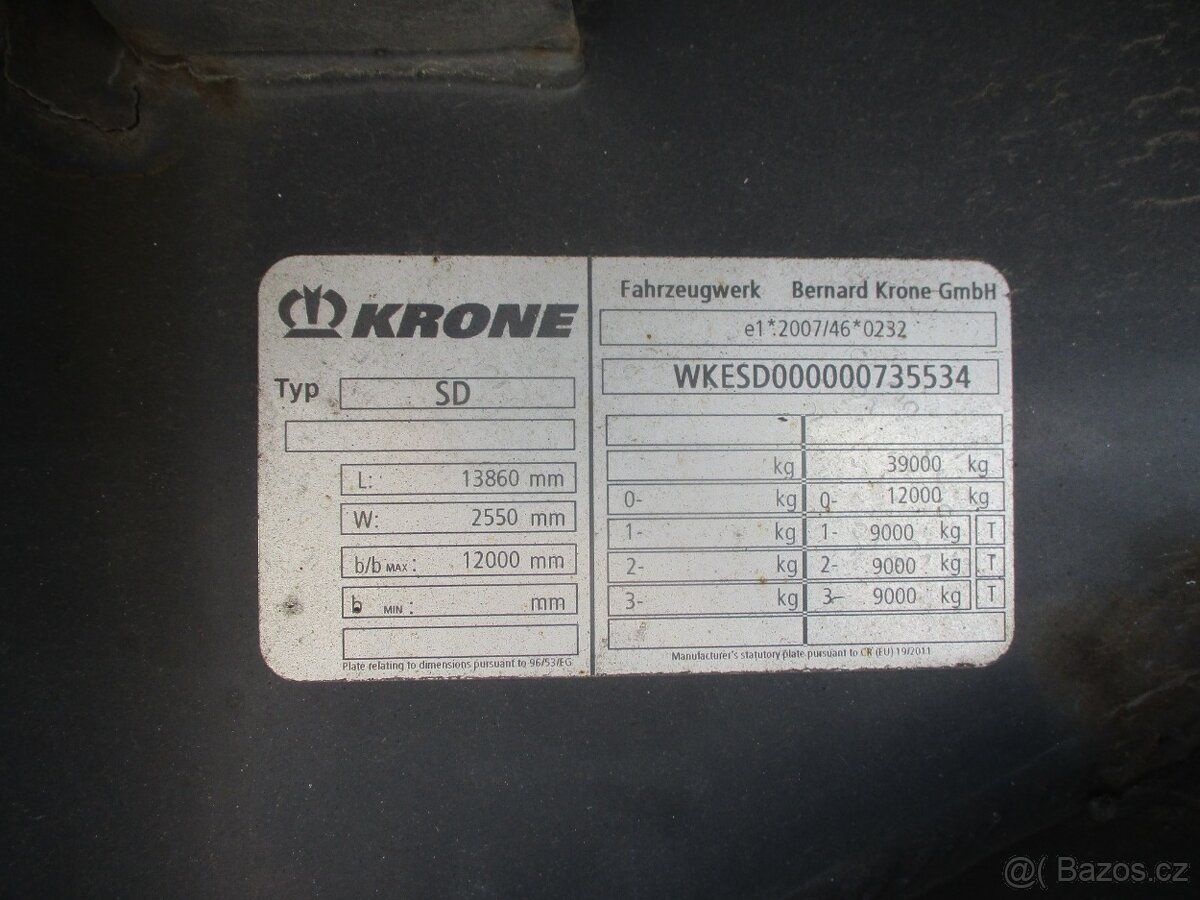 KRONE
Typ SD
L: 13860 mm
W: 2550 mm
b/b MAX : 12000 mm
b MIN : mm
Plate relating to dimensions pursuant to 96/53/EG
Fahrzeugwerk Bernard Krone GmbH
e1*2007/46*0232
WKESD000000735534
kg 39000 kg
0- kg 0- 12000 kg
1- kg 1- 9000 kg T
2- kg 2- 9000 kg T
3- kg 3- 9000 kg T
Manufacturer's statutory plate pursuant to CR (EU) 19/2011
@( Bazos.cz